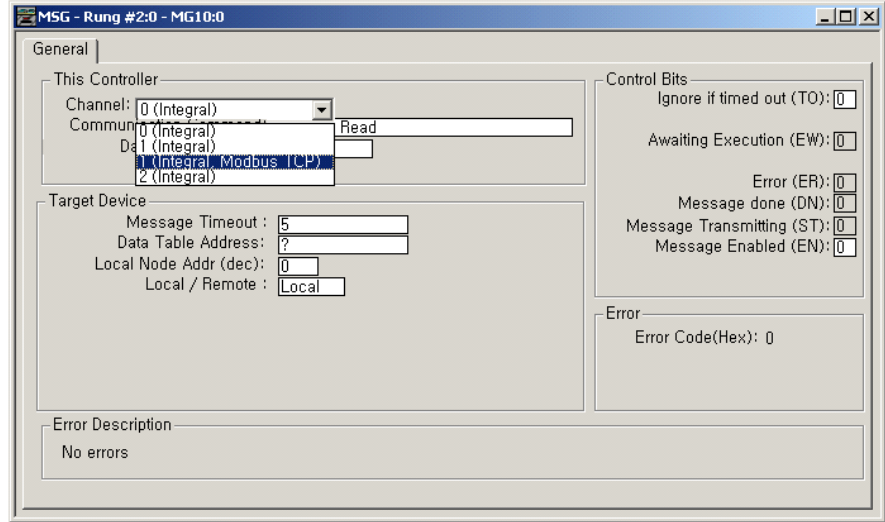 MSG - Rung #2:0 - MG10:0
General
This Controller
Channel: 0 (Integral)
0 (Integral)
1 (Integral)
1 (Integral, Modbus TCP)
2 (Integral)
Read
Target Device
Message Timeout : 5
Data Table Address: ?
Local Node Addr (dec): 0
Local / Remote : Local
Control Bits
Ignore if timed out (TO): 0
Awaiting Execution (EW): 0
Error (ER): 0
Message done (DN): 0
Message Transmitting (ST): 0
Message Enabled (EN): 0
Error
Error Code(Hex): 0
Error Description
No errors